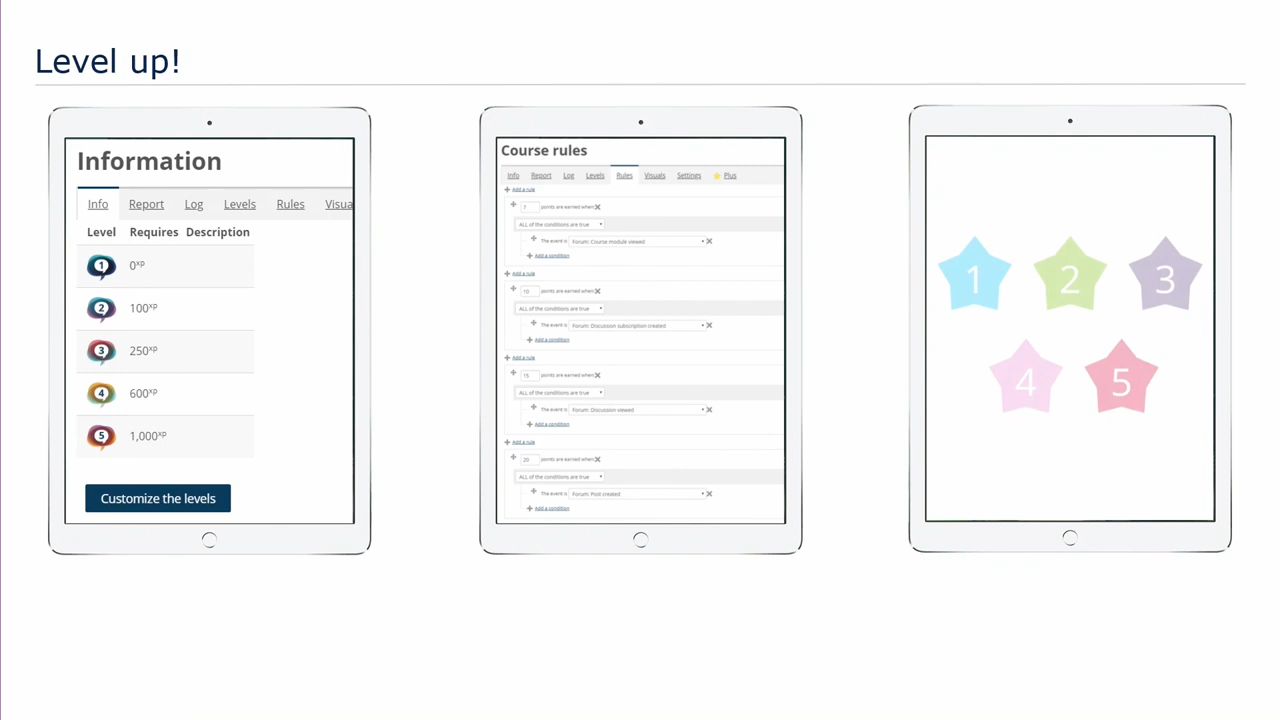 Level up!
Information
Info Report Log Levels Rules Visua
Level Requires Description
1 0xp
2 100xp
3 250xp
4 600xp
5 1,000xp
Customize the levels
Course rules
Info Report Log Levels Rules Visuals Settings Plus
Add a rule
7 points are earned when
ALL of the conditions are true
The event is Forum: Course module viewed
Add a condition
Add a rule
10 points are earned when
ALL of the conditions are true
The event is Forum: Discussion subscription created
Add a condition
Add a rule
15 points are earned when
ALL of the conditions are true
The event is Forum: Discussion viewed
Add a condition
Add a rule
20 points are earned when
ALL of the conditions are true
The event is Forum: Post created
Add a condition
1 2 3
4 5